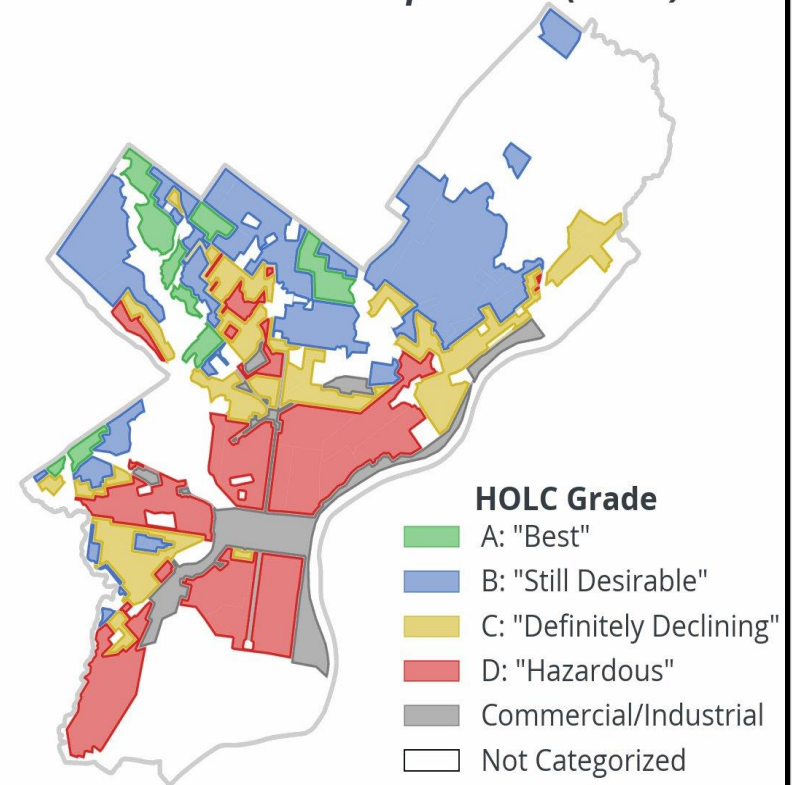 HOLC Grade
A: "Best"
B: "Still Desirable"
C: "Definitely Declining"
D: "Hazardous"
Commercial/Industrial
Not Categorized